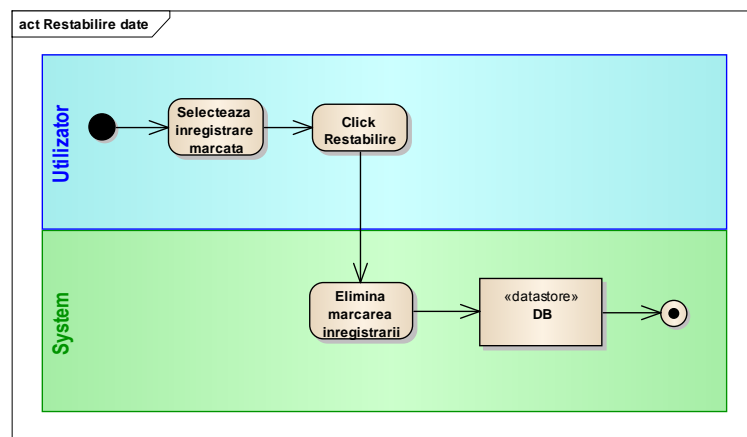 act Restabilire date
Utilizator
Selecteaza
inregistrare
marcata
Click
Restabilire
System
Elimina
marcarea
inregistrarii
«datastore»
DB